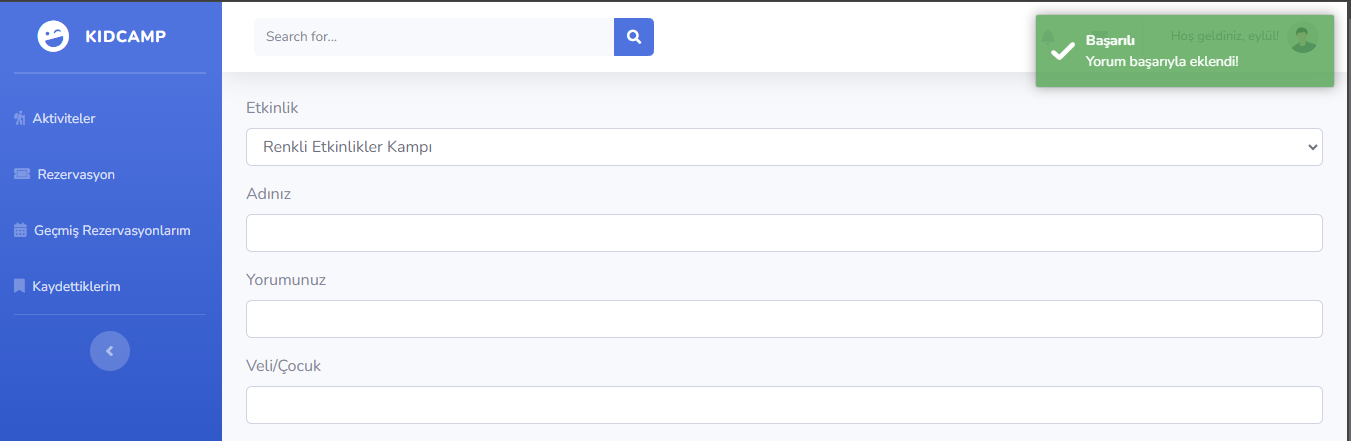 KIDCAMP
Search for...
Hoş geldiniz, eylül!
Başarılı
Yorum başarıyla eklendi!
Aktiviteler
Rezervasyon
Geçmiş Rezervasyonlarım
Kaydettiklerim
Etkinlik
Renkli Etkinlikler Kampı
Adınız
Yorumunuz
Veli/Çocuk